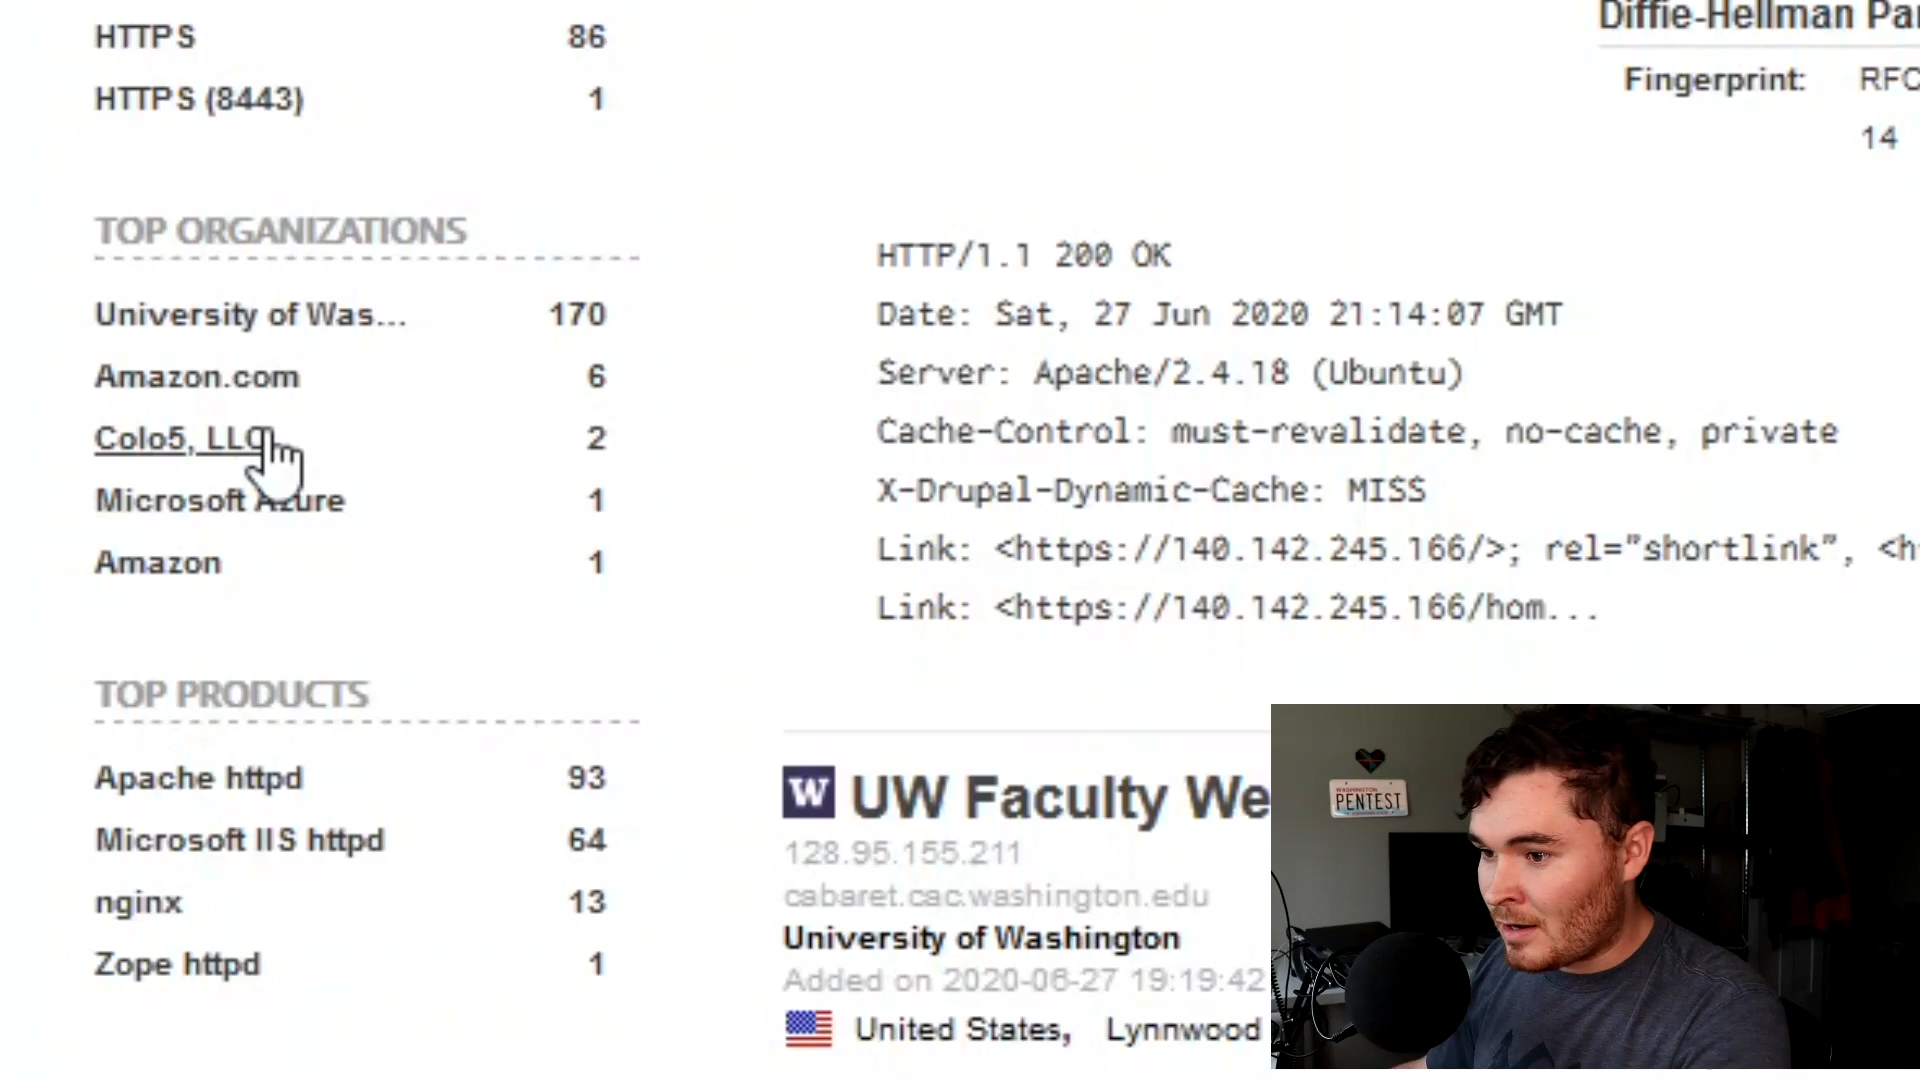 HTTPS 86
HTTPS (8443) 1
TOP ORGANIZATIONS
University of Was... 170
Amazon.com 6
Colo5, LLC 2
Microsoft Azure 1
Amazon 1
TOP PRODUCTS
Apache httpd 93
Microsoft IIS httpd 64
nginx 13
Zope httpd 1
Diffie-Hellman Par
Fingerprint: RFC
14
HTTP/1.1 200 OK
Date: Sat, 27 Jun 2020 21:14:07 GMT
Server: Apache/2.4.18 (Ubuntu)
Cache-Control: must-revalidate, no-cache, private
X-Drupal-Dynamic-Cache: MISS
Link: <https://140.142.245.166/>; rel="shortlink", <h
Link: <https://140.142.245.166/hom...
W UW Faculty We
128.95.155.211
cabaret.cac.washington.edu
University of Washington
Added on 2020-06-27 19:19:42
United States, Lynnwood
WASHINGTON
PENTEST